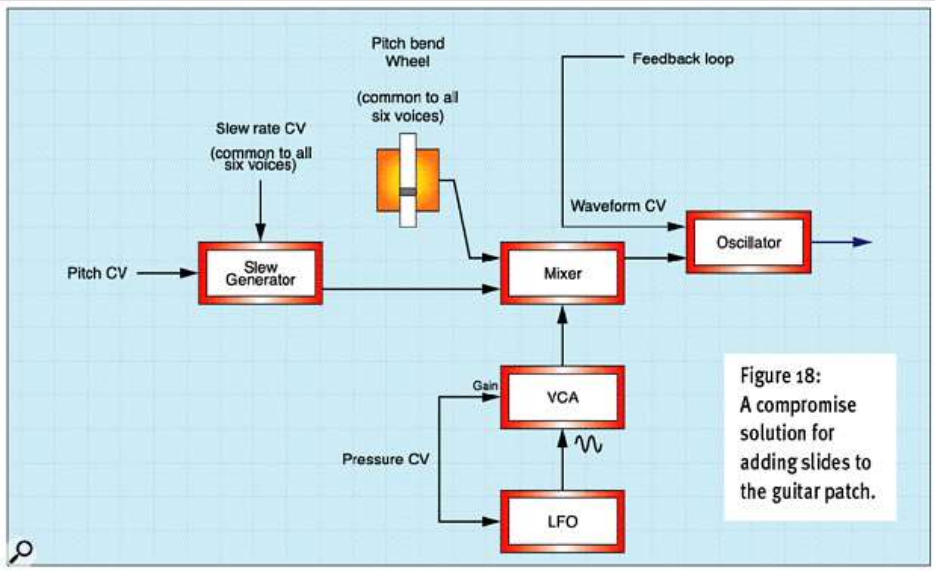 Pitch bend
Wheel
(common to all
six voices)
Feedback loop
Slew rate CV
(common to all
six voices)
Waveform CV
Oscillator
Pitch CV
Slew
Generator
Mixer
Gain
VCA
Pressure CV
LFO
Figure 18:
A compromise
solution for
adding slides to
the guitar patch.